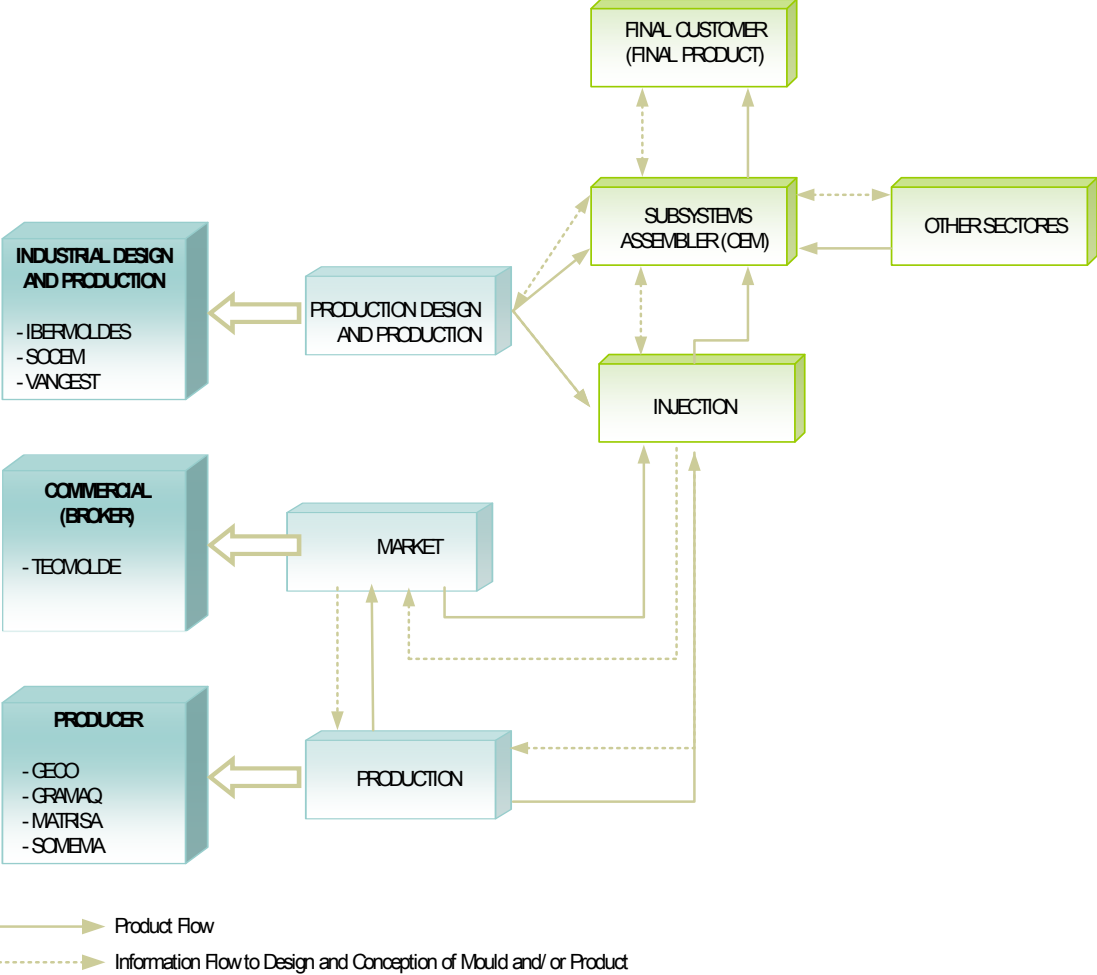 FINAL CUSTOMER
(FINAL PRODUCT)
SUBSYSTEMS
ASSEMBLER (OEM)
OTHER SECTORES
INDUSTRIAL DESIGN
AND PRODUCTION
- IBERMOLDES
- SOCEM
- VANGEST
PRODUCTION DESIGN
AND PRODUCTION
INJECTION
COMMERCIAL
(BROKER)
- TECMOLDE
MARKET
PRODUCER
- GECO
- GRAMAQ
- MATRISA
- SOMEMA
PRODUCTION
Product Flow
Information Flow to Design and Conception of Mould and/ or Product